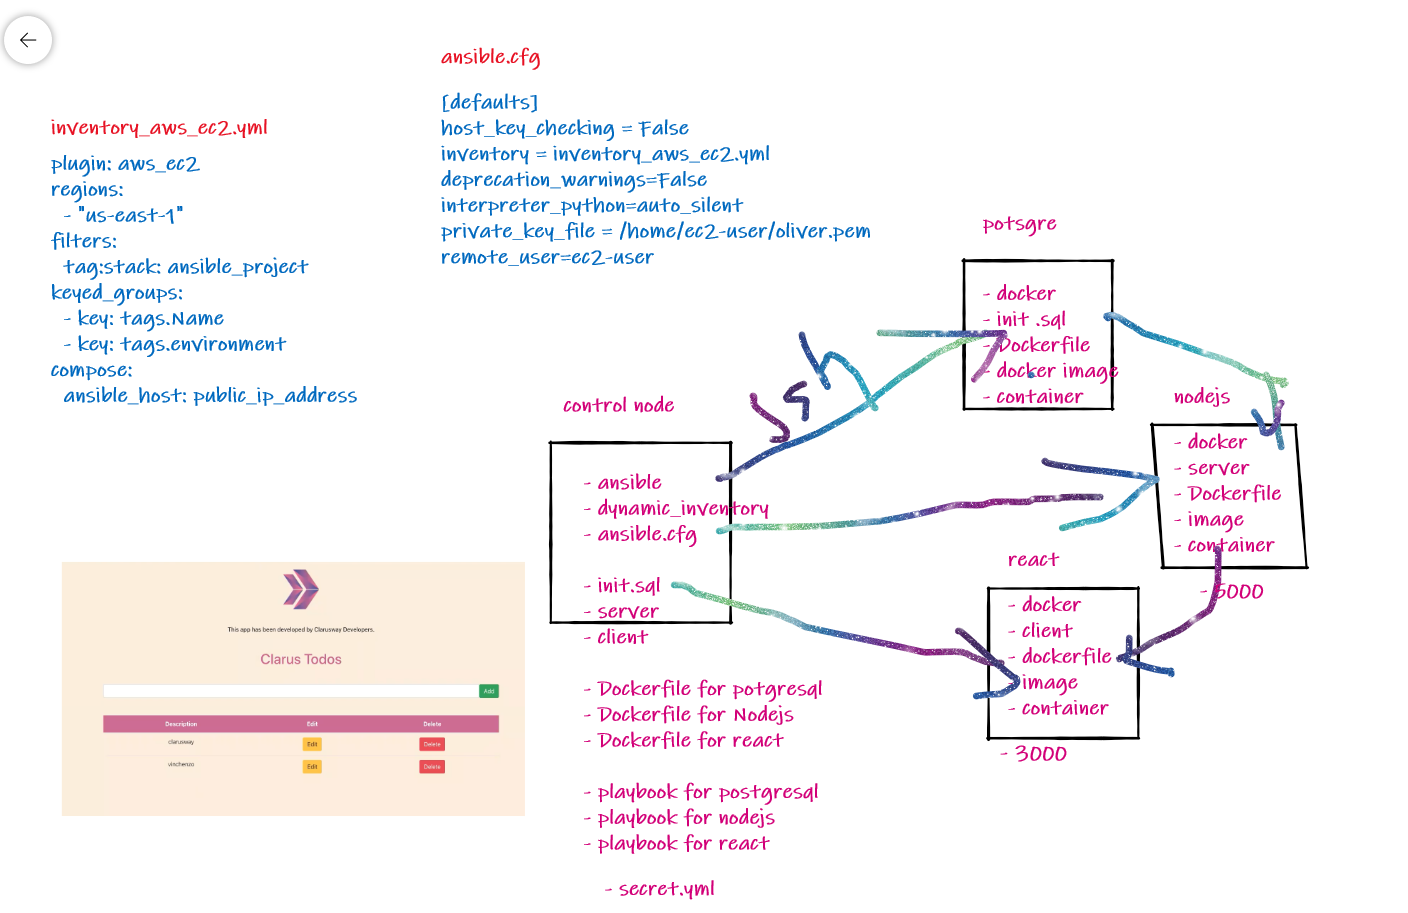 ansible.cfg
[defaults]
host_key_checking = False
inventory = inventory_aws_ec2.yml
deprecation_warnings=False
interpreter_python=auto_silent
private_key_file = /home/ec2-user/oliver.pem
remote_user=ec2-user
inventory_aws_ec2.yml
plugin: aws_ec2
regions:
- "us-east-1"
filters:
tag:stack: ansible_project
keyed_groups:
- key: tags.Name
- key: tags.environment
compose:
ansible_host: public_ip_address
potsgre
- docker
- init .sql
- Dockerfile
- docker image
- container
ssh
control node
- ansible
- dynamic_inventory
- ansible.cfg
- init.sql
- server
- client
- Dockerfile for potgresql
- Dockerfile for Nodejs
- Dockerfile for react
- playbook for postgresql
- playbook for nodejs
- playbook for react
- secret.yml
nodejs
- docker
- server
- Dockerfile
- image
- container
- 5000
react
- docker
- client
- dockerfile
- image
- container
- 3000
This app has been developed by Clarusway Developers.
Clarus Todos
Add
Description Edit Delete
clarusway Edit Delete
vinchenzo Edit Delete